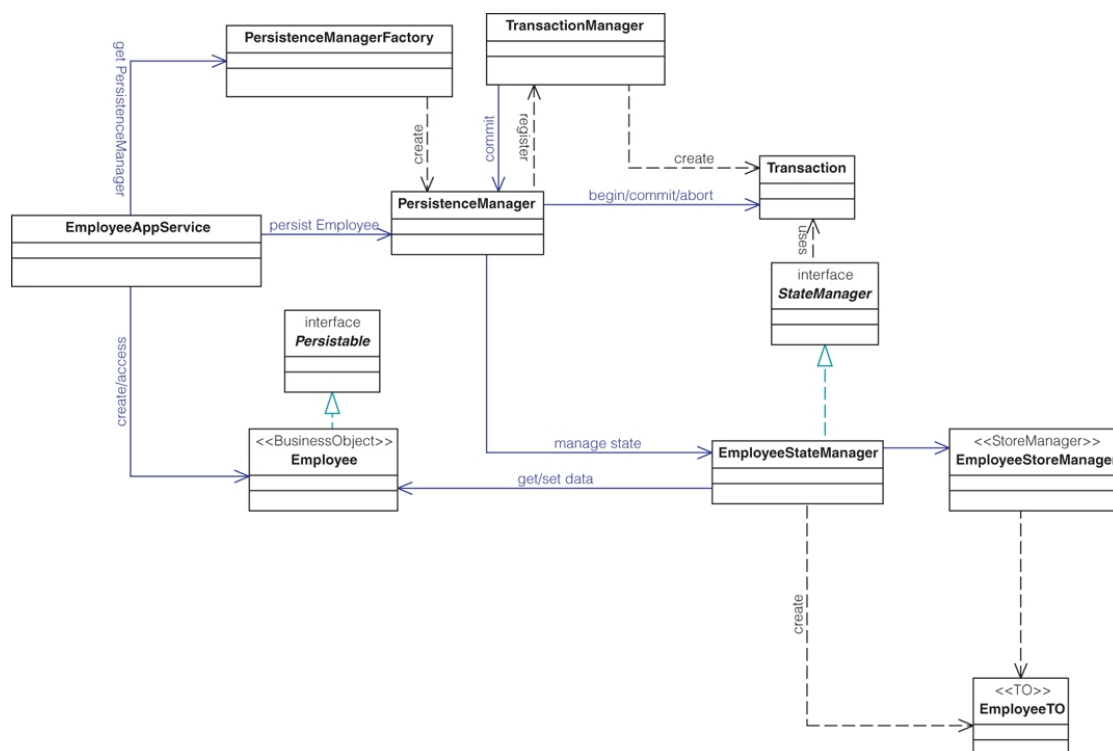 TransactionManager
PersistenceManagerFactory
get PersistenceManager
create
commit
register
create
Transaction
PersistenceManager
begin/commit/abort
EmployeeAppService
persist Employee
uses
interface
StateManager
interface
Persistable
create/access
<<BusinessObject>>
Employee
manage state
EmployeeStateManager
<<StoreManager>>
EmployeeStoreManager
get/set data
create
<<TO>>
EmployeeTO